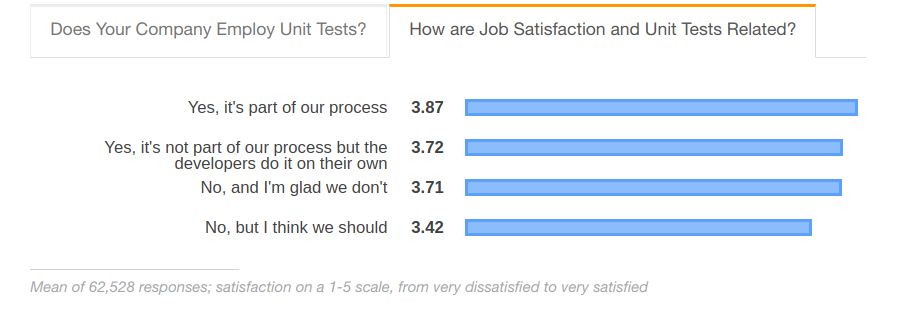 Does Your Company Employ Unit Tests?
How are Job Satisfaction and Unit Tests Related?
Yes, it's part of our process 3.87
Yes, it's not part of our process but the 3.72
developers do it on their own
No, and I'm glad we don't 3.71
No, but I think we should 3.42
Mean of 62,528 responses; satisfaction on a 1-5 scale, from very dissatisfied to very satisfied